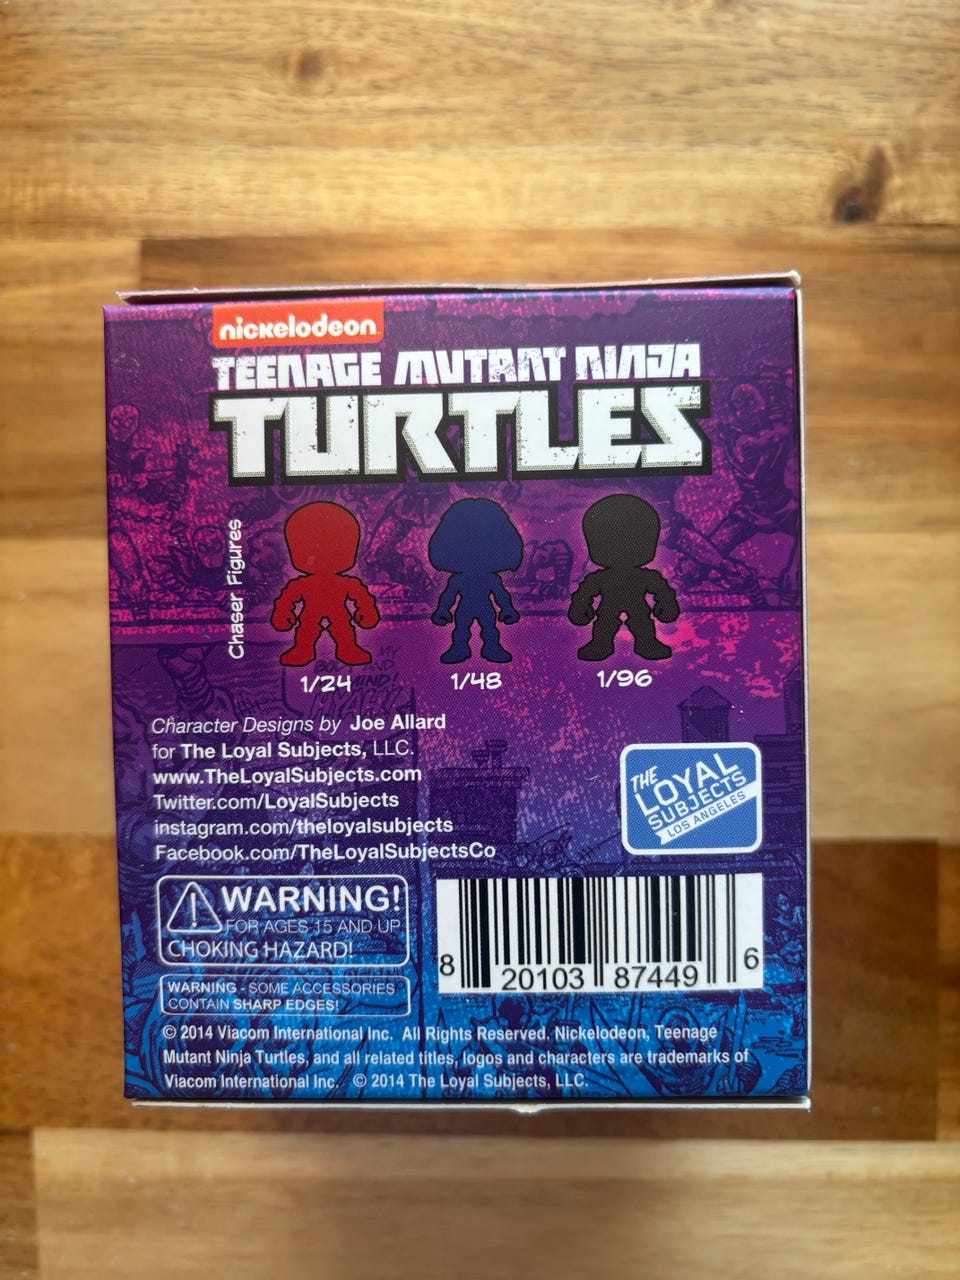 nickelodeon
TEENAGE MUTANT NINJA
TURTLES
Chaser Figures
1/24
1/48
1/96
Character Designs by Joe Allard
for The Loyal Subjects, LLC.
www.TheLoyalSubjects.com
Twitter.com/LoyalSubjects
instagram.com/theloyalsubjects
Facebook.com/TheLoyalSubjectsCo
THE
LOYAL
SUBJECTS
LOS ANGELES
WARNING!
FOR AGES 15 AND UP
CHOKING HAZARD!
WARNING - SOME ACCESSORIES
CONTAIN SHARP EDGES!
8 20103 87449 6
© 2014 Viacom International Inc. All Rights Reserved. Nickelodeon, Teenage
Mutant Ninja Turtles, and all related titles, logos and characters are trademarks of
Viacom International Inc. © 2014 The Loyal Subjects, LLC.